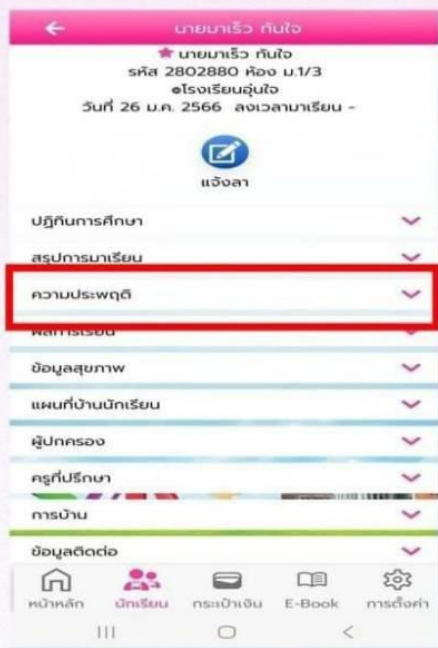 นายมาเร็ว ทันใจ
นายมาเร็ว ทันใจ
รหัส 2802880 ห้อง ม.1/3
โรงเรียนอุ่นใจ
วันที่ 26 ม.ค. 2566 ลงเวลามาเรียน -
แจ้งลา
ปฏิทินการศึกษา
สรุปการมาเรียน
ความประพฤติ
ผลการเรียน
ข้อมูลสุขภาพ
แผนที่บ้านนักเรียน
ผู้ปกครอง
ครูที่ปรึกษา
การบ้าน
ข้อมูลติดต่อ
หน้าหลัก นักเรียน กระเป๋าเงิน E-Book การตั้งค่า